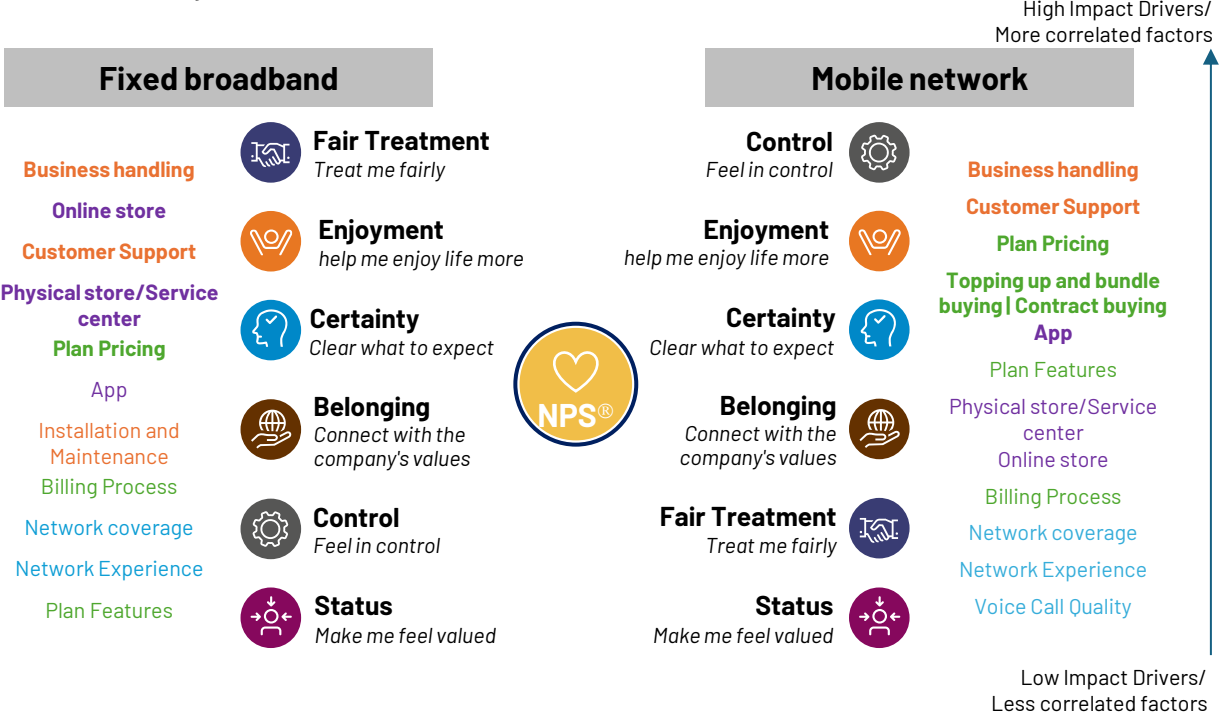 High Impact Drivers/
More correlated factors
Fixed broadband
Business handling
Online store
Customer Support
Physical store/Service
center
Plan Pricing
App
Installation and
Maintenance
Billing Process
Network coverage
Network Experience
Plan Features
Fair Treatment
Treat me fairly
Enjoyment
help me enjoy life more
Certainty
Clear what to expect
Belonging
Connect with the
company's values
Control
Feel in control
Status
Make me feel valued
NPS®
Mobile network
Control
Feel in control
Enjoyment
help me enjoy life more
Certainty
Clear what to expect
Belonging
Connect with the
company's values
Fair Treatment
Treat me fairly
Status
Make me feel valued
Business handling
Customer Support
Plan Pricing
Topping up and bundle
buying | Contract buying
App
Plan Features
Physical store/Service
center
Online store
Billing Process
Network coverage
Network Experience
Voice Call Quality
Low Impact Drivers/
Less correlated factors